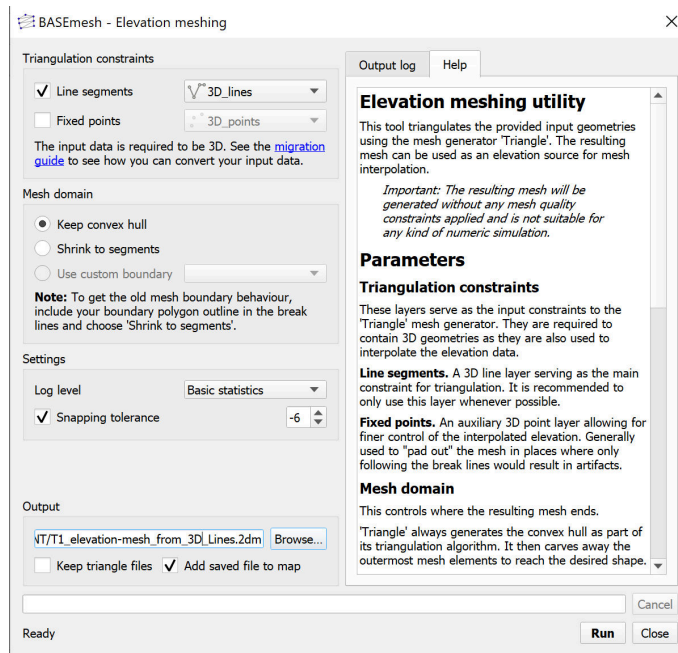 BASEmesh - Elevation meshing
Triangulation constraints
Line segments
3D_lines
Fixed points
3D_points
The input data is required to be 3D. See the migration
guide to see how you can convert your input data.
Mesh domain
Keep convex hull
Shrink to segments
Use custom boundary
Note: To get the old mesh boundary behaviour,
include your boundary polygon outline in the break
lines and choose 'Shrink to segments'.
Settings
Log level
Basic statistics
Snapping tolerance
-6
Output
/T1_elevation-mesh_from_3D_Lines.2dm
Browse...
Keep triangle files
Add saved file to map
Output log
Help
Elevation meshing utility
This tool triangulates the provided input geometries
using the mesh generator 'Triangle'. The resulting
mesh can be used as an elevation source for mesh
interpolation.
Important: The resulting mesh will be
generated without any mesh quality
constraints applied and is not suitable for
any kind of numeric simulation.
Parameters
Triangulation constraints
These layers serve as the input constraints to the
'Triangle' mesh generator. They are required to
contain 3D geometries as they are also used to
interpolate the elevation data.
Line segments. A 3D line layer serving as the main
constraint for triangulation. It is recommended to
only use this layer whenever possible.
Fixed points. An auxiliary 3D point layer allowing for
finer control of the interpolated elevation. Generally
used to "pad out" the mesh in places where only
following the break lines would result in artifacts.
Mesh domain
This controls where the resulting mesh ends.
'Triangle' always generates the convex hull as part of
its triangulation algorithm. It then carves away the
outermost mesh elements to reach the desired shape.
Cancel
Ready
Run
Close